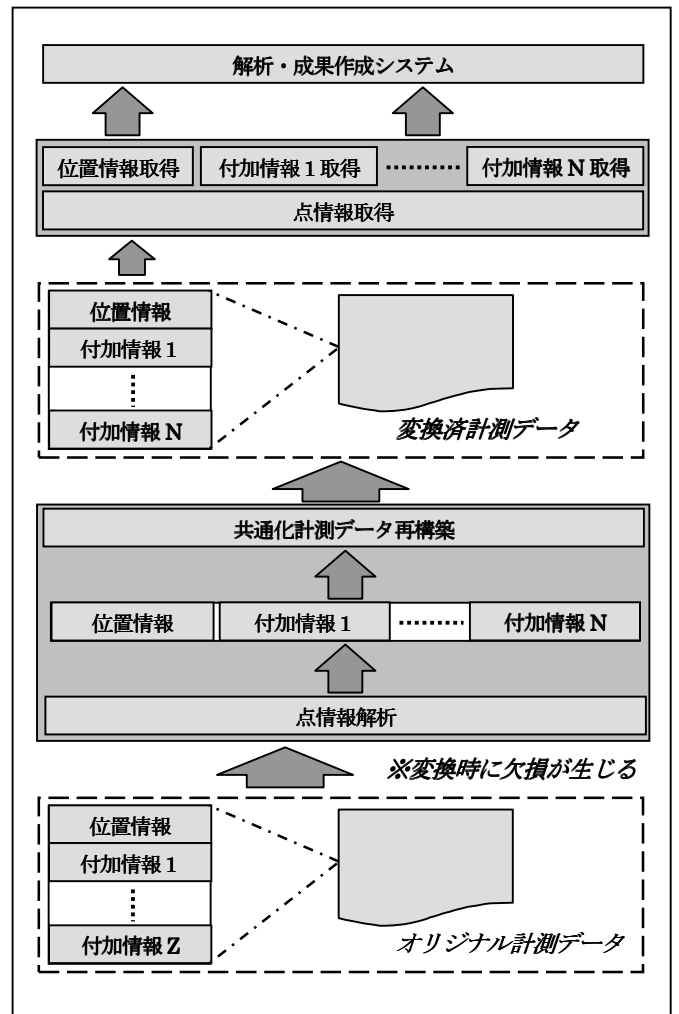 解析・成果作成システム
位置情報取得
付加情報１取得
付加情報 N 取得
点情報取得
位置情報
付加情報１
付加情報 N
変換済計測データ
共通化計測データ再構築
位置情報
付加情報１
付加情報 N
点情報解析
※変換時に欠損が生じる
位置情報
付加情報１
付加情報 Z
オリジナル計測データ